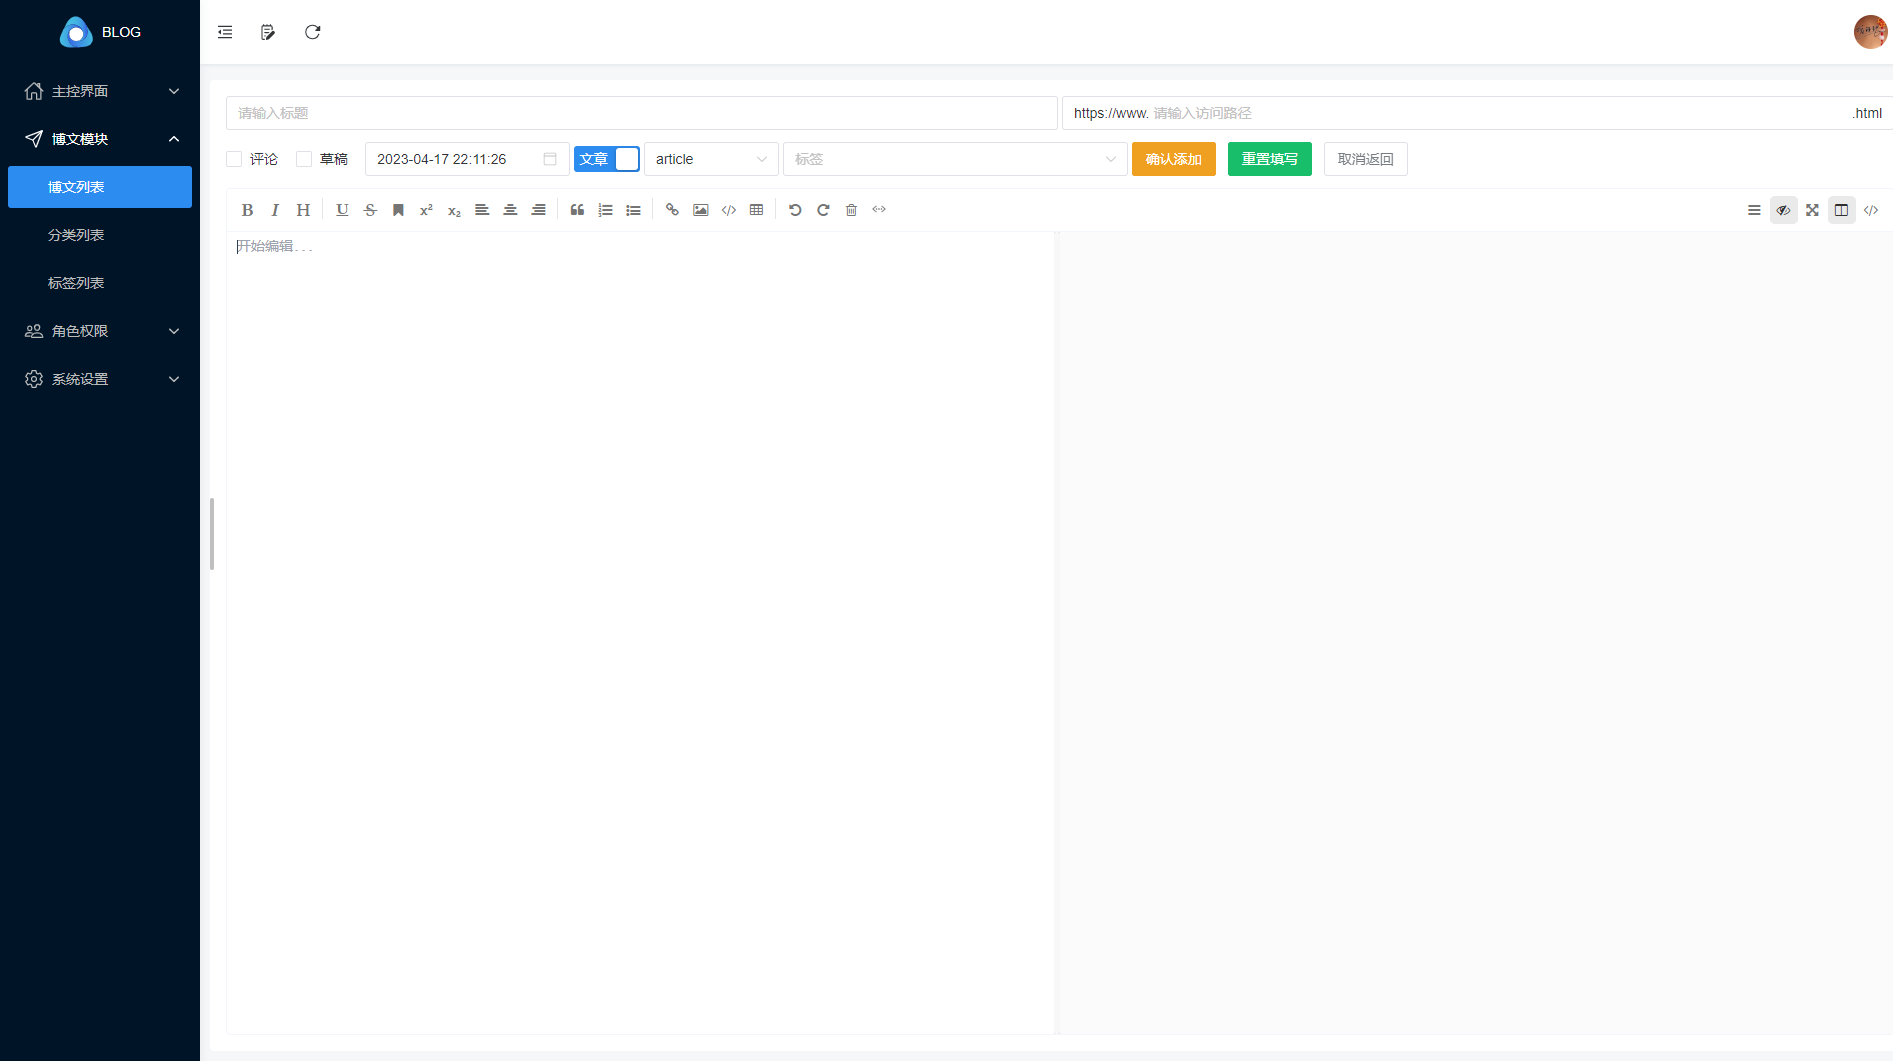 BLOG
主控界面
博文模块
博文列表
分类列表
标签列表
角色权限
系统设置
请输入标题
https://www. 请输入访问路径 .html
评论 草稿 2023-04-17 22:11:26 文章 article 标签 确认添加 重置填写 取消返回
B I H U S x² x₂
开始编辑...